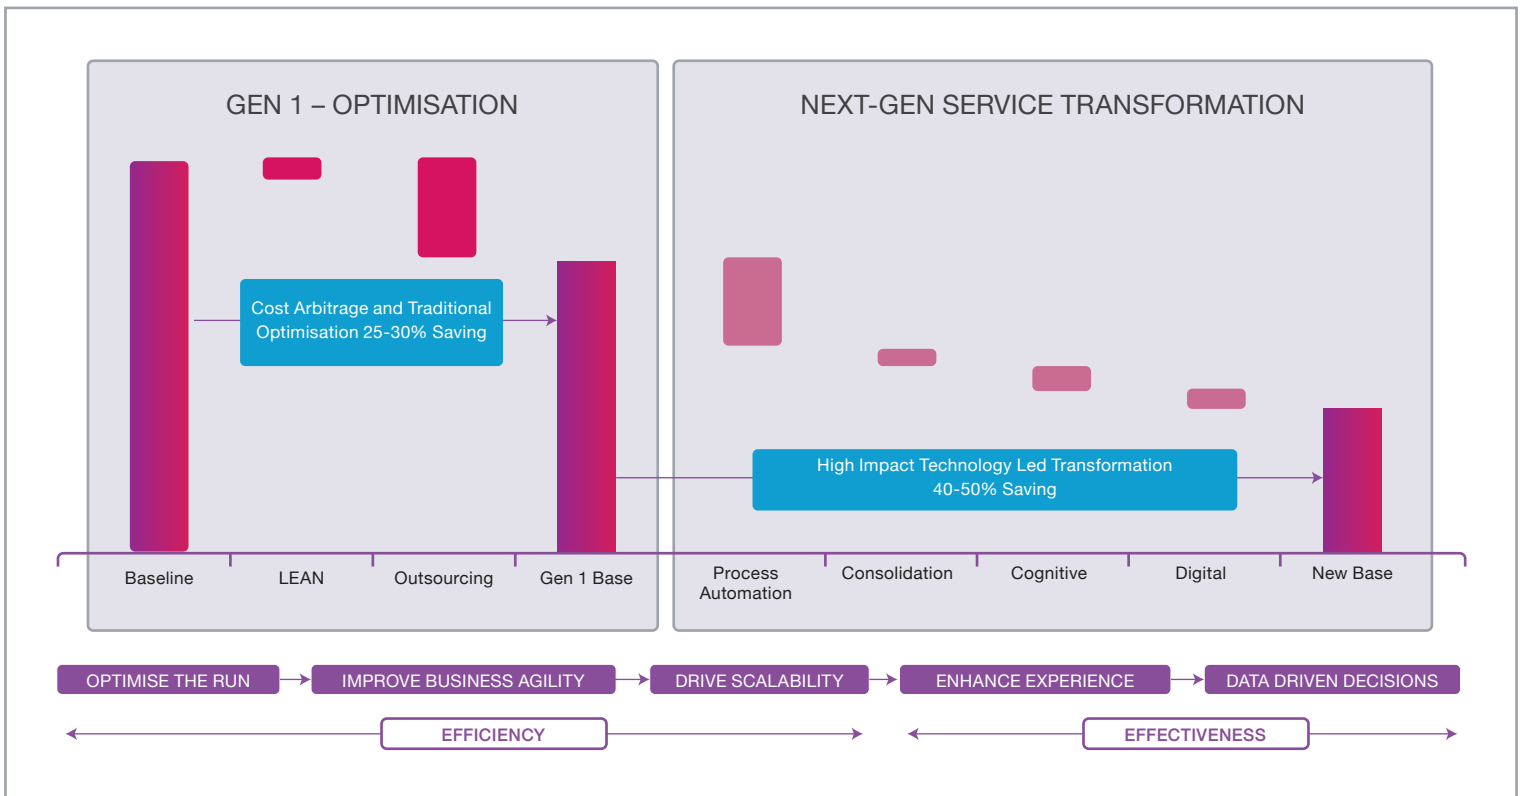 GEN 1 – OPTIMISATION
NEXT-GEN SERVICE TRANSFORMATION
Cost Arbitrage and Traditional
Optimisation 25-30% Saving
High Impact Technology Led Transformation
40-50% Saving
Baseline
LEAN
Outsourcing
Gen 1 Base
Process
Automation
Consolidation
Cognitive
Digital
New Base
OPTIMISE THE RUN
IMPROVE BUSINESS AGILITY
DRIVE SCALABILITY
ENHANCE EXPERIENCE
DATA DRIVEN DECISIONS
EFFICIENCY
EFFECTIVENESS